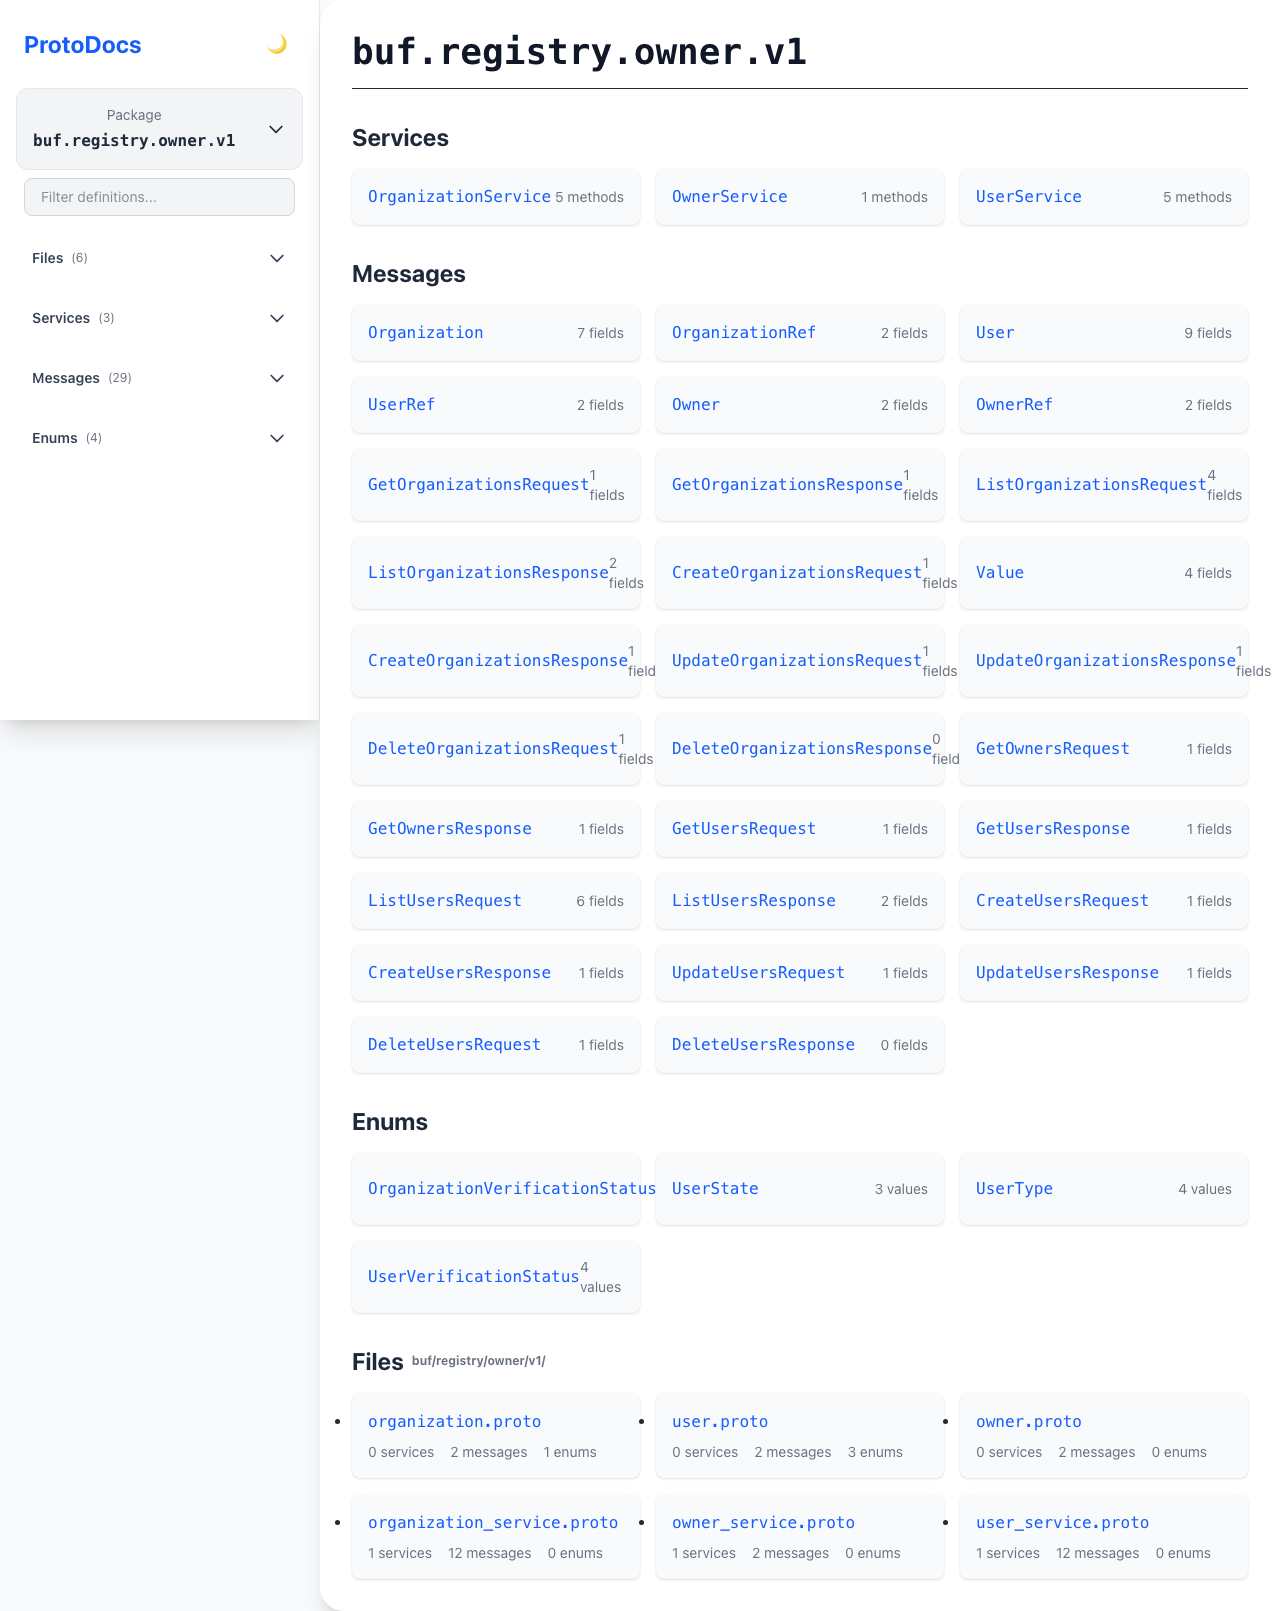 ProtoDocs
Package
buf.registry.owner.v1
Filter definitions...
Files (6)
Services (3)
Messages (29)
Enums (4)
buf.registry.owner.v1
Services
OrganizationService 5 methods
OwnerService 1 methods
UserService 5 methods
Messages
Organization 7 fields
OrganizationRef 2 fields
User 9 fields
UserRef 2 fields
Owner 2 fields
OwnerRef 2 fields
GetOrganizationsRequest 1 fields
GetOrganizationsResponse 1 fields
ListOrganizationsRequest 4 fields
ListOrganizationsResponse 2 fields
CreateOrganizationsRequest 1 fields
Value 4 fields
CreateOrganizationsResponse 1 field
UpdateOrganizationsRequest 1 fields
UpdateOrganizationsResponse 1 fields
DeleteOrganizationsRequest 1 fields
DeleteOrganizationsResponse 0 field
GetOwnersRequest 1 fields
GetOwnersResponse 1 fields
GetUsersRequest 1 fields
GetUsersResponse 1 fields
ListUsersRequest 6 fields
ListUsersResponse 2 fields
CreateUsersRequest 1 fields
CreateUsersResponse 1 fields
UpdateUsersRequest 1 fields
UpdateUsersResponse 1 fields
DeleteUsersRequest 1 fields
DeleteUsersResponse 0 fields
Enums
OrganizationVerificationStatus
UserState 3 values
UserType 4 values
UserVerificationStatus 4 values
Files buf/registry/owner/v1/
organization.proto
0 services 2 messages 1 enums
user.proto
0 services 2 messages 3 enums
owner.proto
0 services 2 messages 0 enums
organization_service.proto
1 services 12 messages 0 enums
owner_service.proto
1 services 2 messages 0 enums
user_service.proto
1 services 12 messages 0 enums